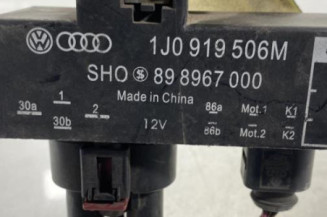 1J0 919 506M
SHO S 89 8967 000
Made in China
30a 1 2 86a Mot.1 K1
30b 12V 86b Mot.2 K2